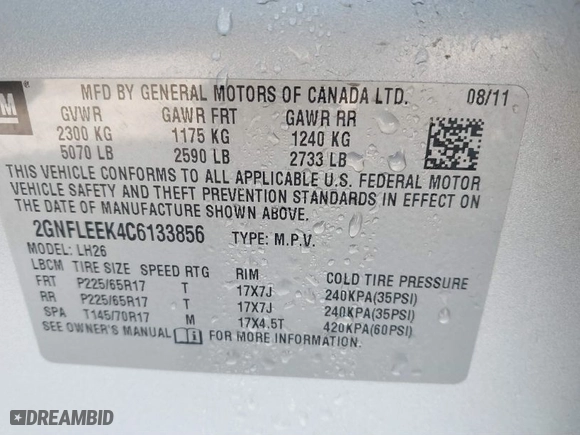 GM
MFD BY GENERAL MOTORS OF CANADA LTD. 08/11
GVWR GAWR FRT GAWR RR
2300 KG 1175 KG 1240 KG
5070 LB 2590 LB 2733 LB
THIS VEHICLE CONFORMS TO ALL APPLICABLE U.S. FEDERAL MOTOR
VEHICLE SAFETY AND THEFT PREVENTION STANDARDS IN EFFECT ON
THE DATE OF MANUFACTURE SHOWN ABOVE.
2GNFLEEK4C6133856 TYPE: M.P.V.
MODEL: LH26
LBCM TIRE SIZE SPEED RTG RIM COLD TIRE PRESSURE
FRT P225/65R17 T 17X7J 240KPA(35PSI)
RR P225/65R17 T 17X7J 240KPA(35PSI)
SPA T145/70R17 M 17X4.5T 420KPA(60PSI)
SEE OWNER'S MANUAL i FOR MORE INFORMATION.
DREAMBID